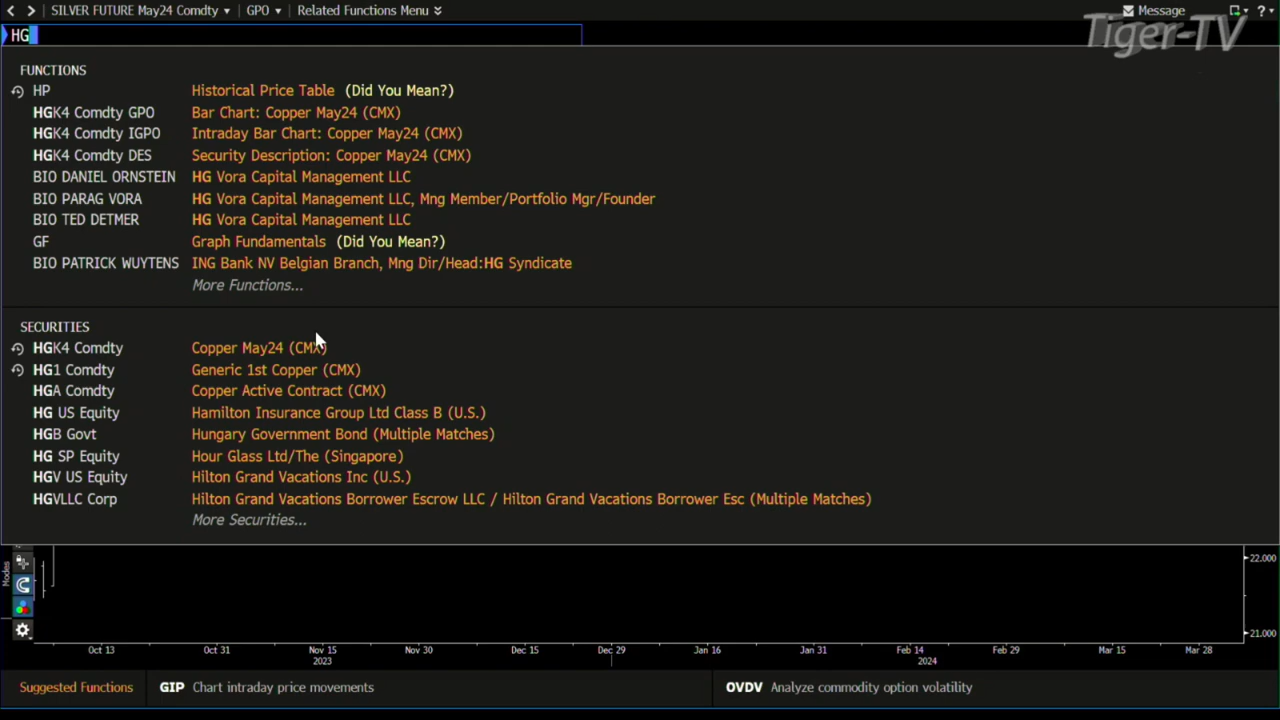 SILVER FUTURE May24 Comdty GPO Related Functions Menu Message ?
Tiger-TV
HG
FUNCTIONS
HP Historical Price Table (Did You Mean?)
HGK4 Comdty GPO Bar Chart: Copper May24 (CMX)
HGK4 Comdty IGPO Intraday Bar Chart: Copper May24 (CMX)
HGK4 Comdty DES Security Description: Copper May24 (CMX)
BIO DANIEL ORNSTEIN HG Vora Capital Management LLC
BIO PARAG VORA HG Vora Capital Management LLC, Mng Member/Portfolio Mgr/Founder
BIO TED DETMER HG Vora Capital Management LLC
GF Graph Fundamentals (Did You Mean?)
BIO PATRICK WUYTENS ING Bank NV Belgian Branch, Mng Dir/Head:HG Syndicate
More Functions...
SECURITIES
HGK4 Comdty Copper May24 (CMX)
HG1 Comdty Generic 1st Copper (CMX)
HGA Comdty Copper Active Contract (CMX)
HG US Equity Hamilton Insurance Group Ltd Class B (U.S.)
HGB Govt Hungary Government Bond (Multiple Matches)
HG SP Equity Hour Glass Ltd/The (Singapore)
HGV US Equity Hilton Grand Vacations Inc (U.S.)
HGVLLC Corp Hilton Grand Vacations Borrower Escrow LLC / Hilton Grand Vacations Borrower Esc (Multiple Matches)
More Securities...
Modes
22.000
21.000
Oct 13 Oct 31 Nov 15 Nov 30 Dec 15 Dec 29 Jan 16 Jan 31 Feb 14 Feb 29 Mar 15 Mar 28
2023 2024
Suggested Functions GIP Chart intraday price movements OVDV Analyze commodity option volatility